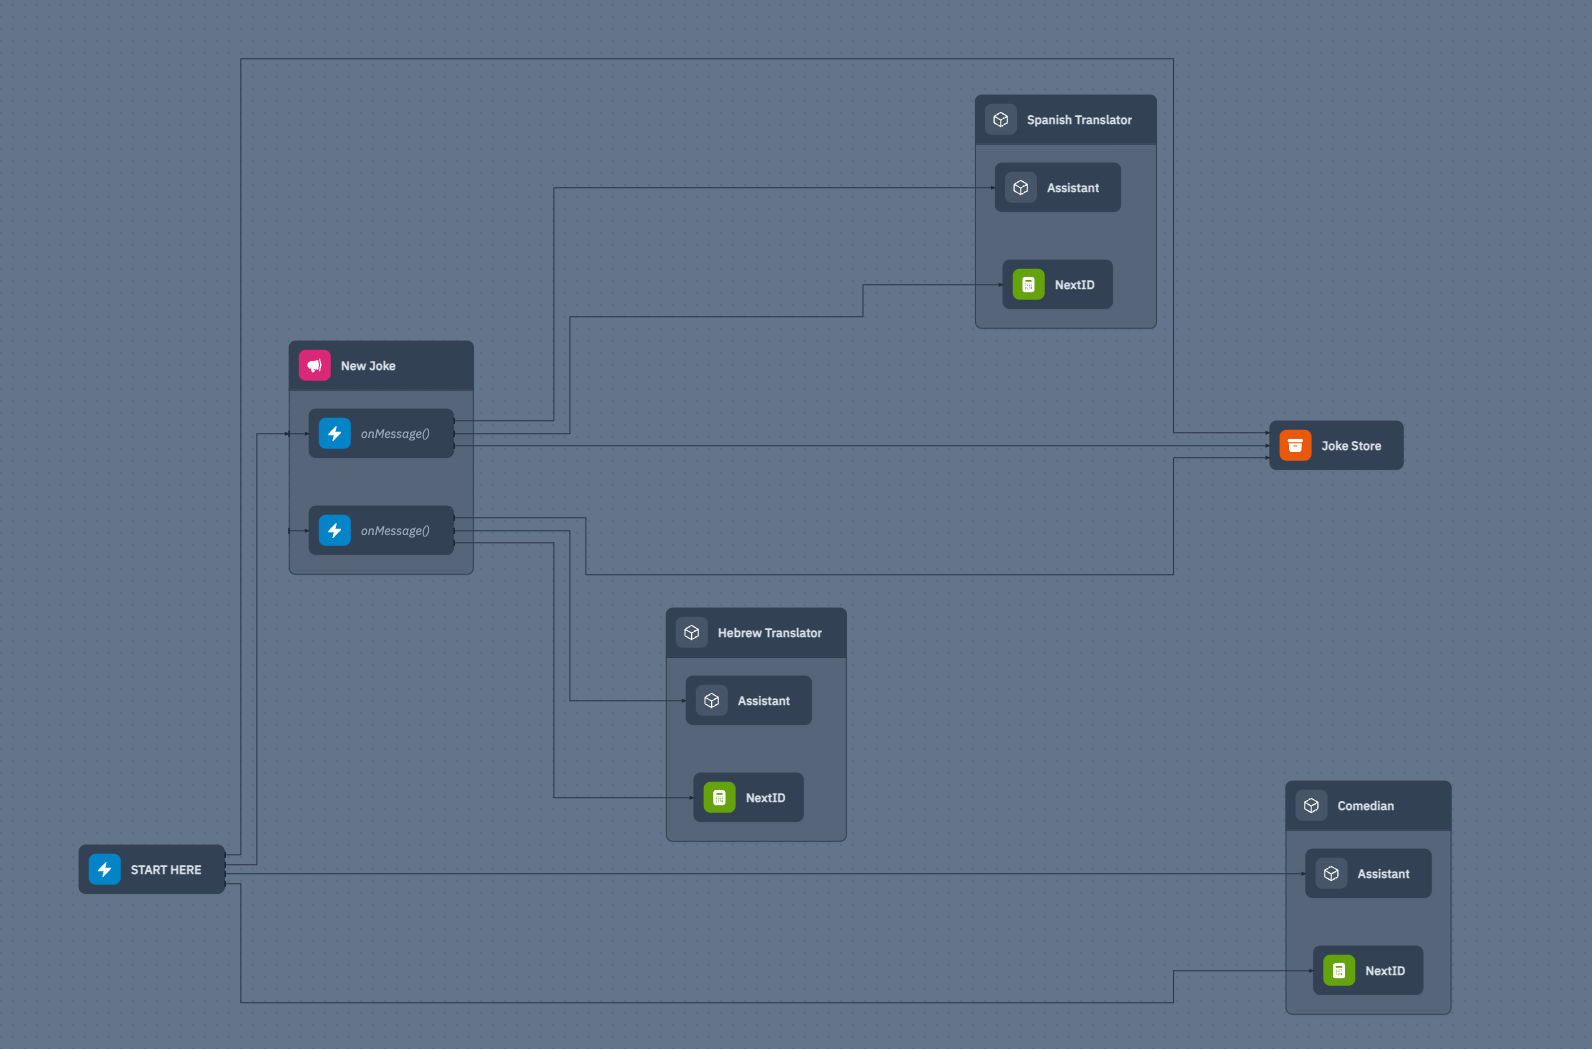 Spanish Translator
Assistant
NextID
New Joke
onMessage()
onMessage()
Joke Store
Hebrew Translator
Assistant
NextID
START HERE
Comedian
Assistant
NextID